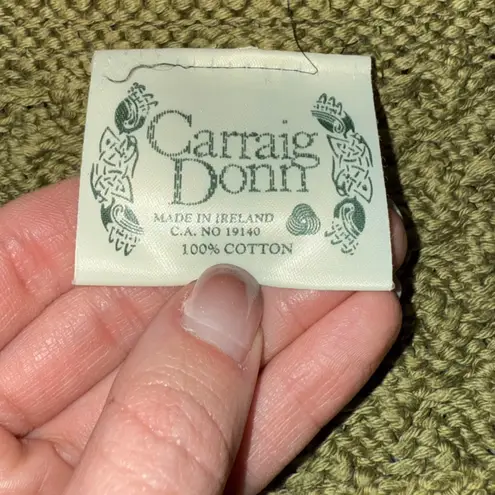 Carraig
Donn
MADE IN IRELAND
C.A. NO 19140
100% COTTON